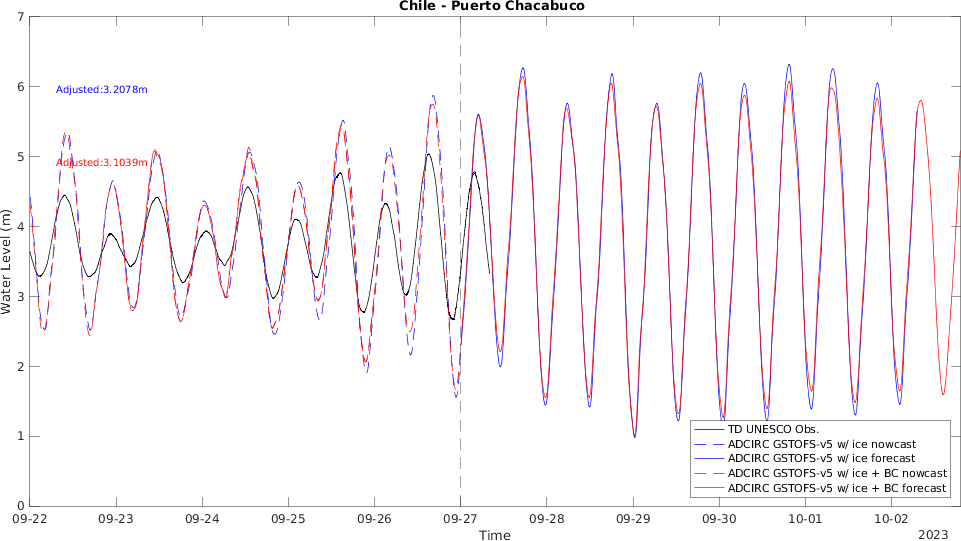 Chile - Puerto Chacabuco
7
6
5
4
3
2
1
0
Water Level (m)
Adjusted:3.2078m
Adjusted:3.1039m
TD UNESCO Obs.
ADCIRC GSTOFS-v5 w/ ice nowcast
ADCIRC GSTOFS-v5 w/ ice forecast
ADCIRC GSTOFS-v5 w/ ice + BC nowcast
ADCIRC GSTOFS-v5 w/ ice + BC forecast
09-22 09-23 09-24 09-25 09-26 09-27 09-28 09-29 09-30 10-01 10-02
Time
2023